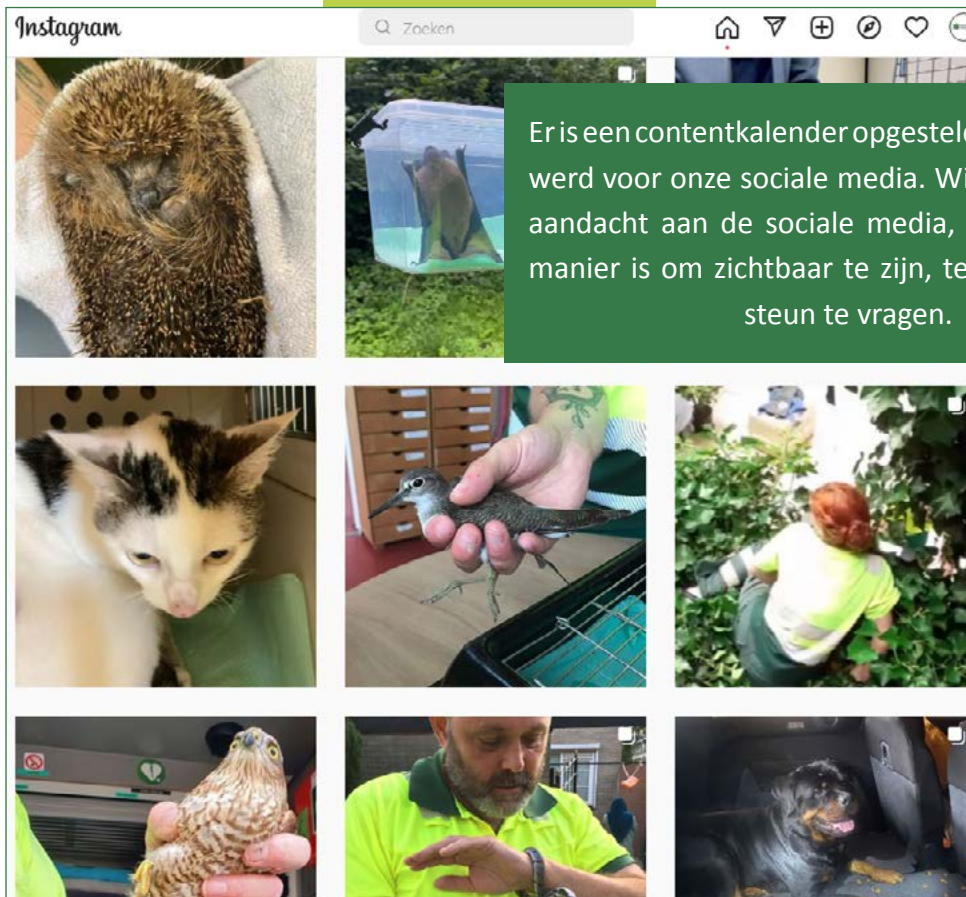 Instagram
Zoeken
Er is een contentkalender opgesteld
werd voor onze sociale media.
aandacht aan de sociale media,
manier is om zichtbaar te zijn,
steun te vragen.